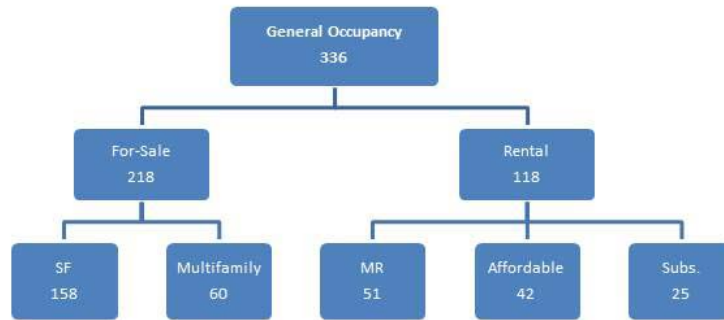 General Occupancy
336
For-Sale
218
Rental
118
SF
158
Multifamily
60
MR
51
Affordable
42
Subs.
25